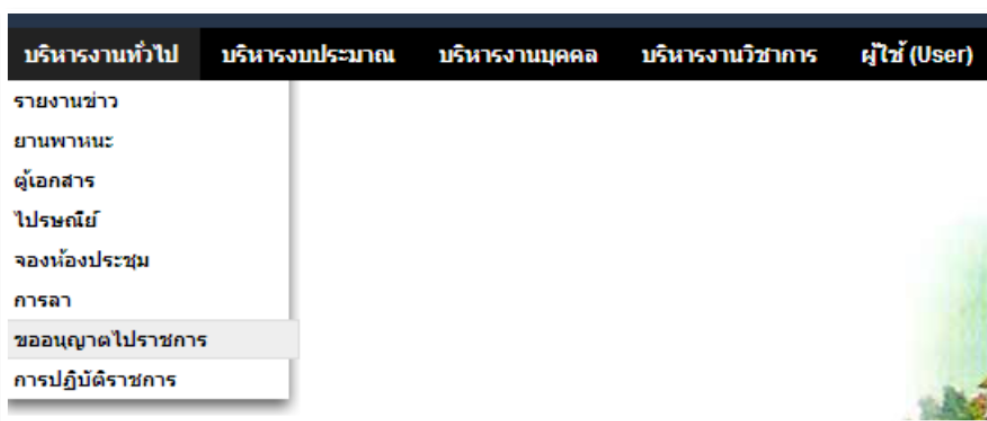 บริหารงานทั่วไป บริหารงบประมาณ บริหารงานบุคคล บริหารงานวิชาการ ผู้ใช้ (User)
รายงานข่าว
ยานพาหนะ
ตู้เอกสาร
ไปรษณีย์
จองห้องประชุม
การลา
ขออนุญาตไปราชการ
การปฏิบัติราชการ